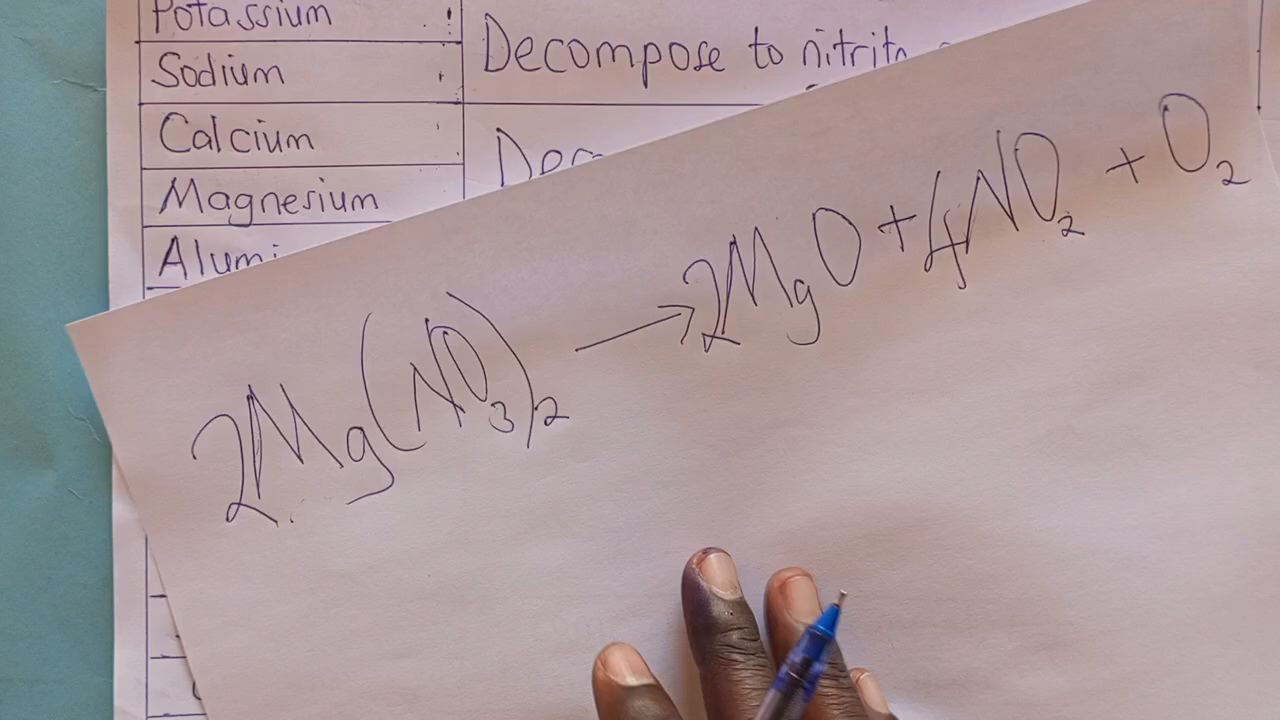 Potassium
Sodium
Decompose to nitrite
Calcium
Magnesium
2Mg(NO₃)₂ → 2MgO + 4NO₂ + O₂